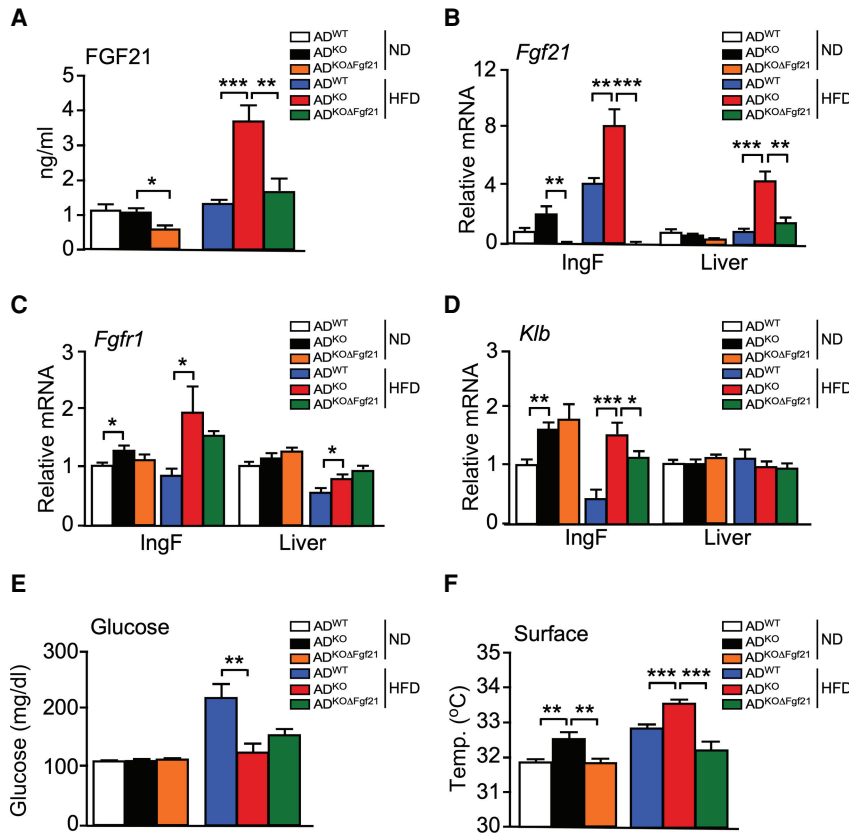 A
FGF21
AD^WT
AD^KO
AD^KOΔFgf21
ND
AD^WT
AD^KO
AD^KOΔFgf21
HFD
ng/ml
5
4
3
2
1
0
*
***
**
B
Fgf21
AD^WT
AD^KO
AD^KOΔFgf21
ND
AD^WT
AD^KO
AD^KOΔFgf21
HFD
Relative mRNA
12
8
4
0
**
**
***
***
**
IngF
Liver
C
Fgfr1
AD^WT
AD^KO
AD^KOΔFgf21
ND
AD^WT
AD^KO
AD^KOΔFgf21
HFD
Relative mRNA
3
2
1
0
*
*
*
IngF
Liver
D
Klb
AD^WT
AD^KO
AD^KOΔFgf21
ND
AD^WT
AD^KO
AD^KOΔFgf21
HFD
Relative mRNA
3
2
1
0
**
***
*
IngF
Liver
E
Glucose
AD^WT
AD^KO
AD^KOΔFgf21
ND
AD^WT
AD^KO
AD^KOΔFgf21
HFD
Glucose (mg/dl)
300
200
100
0
**
F
Surface
AD^WT
AD^KO
AD^KOΔFgf21
ND
AD^WT
AD^KO
AD^KOΔFgf21
HFD
Temp. (°C)
35
34
33
32
31
30
**
**
***
***